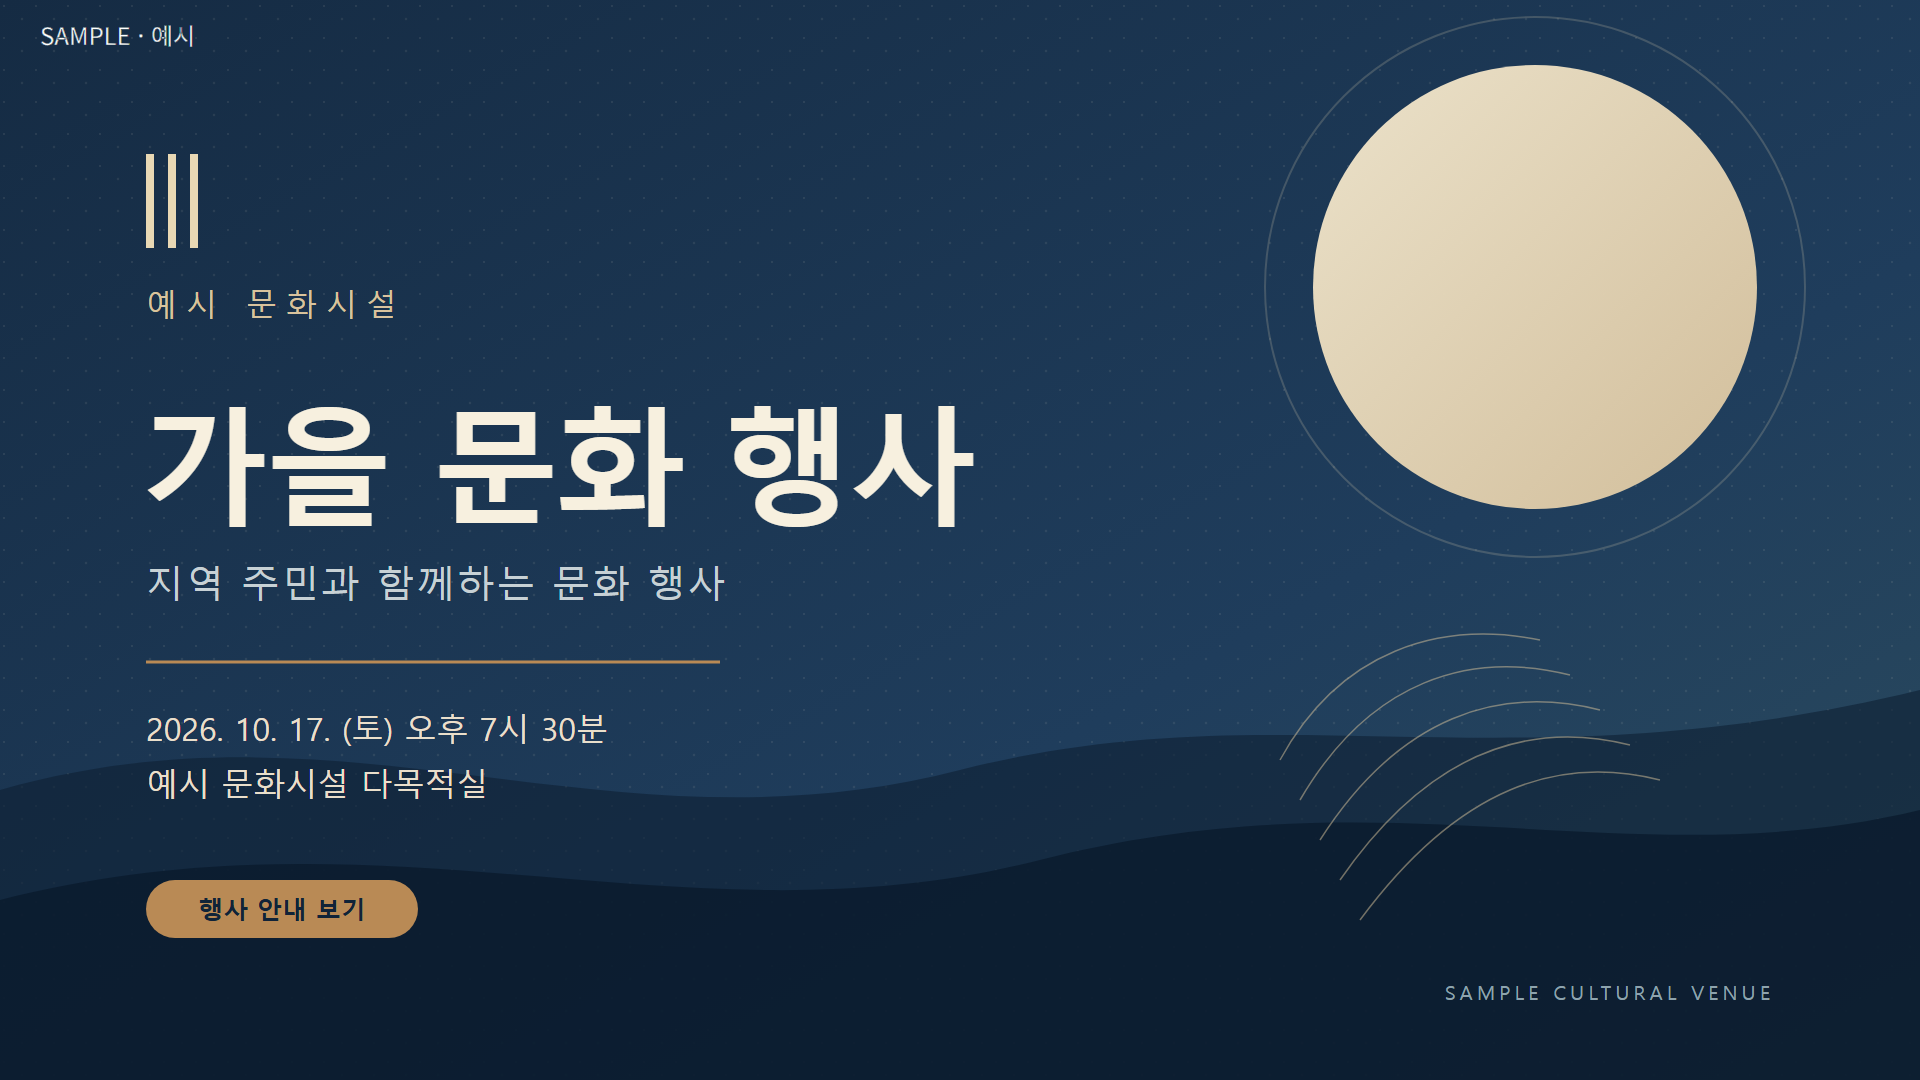 SAMPLE · 예시
예시 문화시설
가을 문화 행사
지역 주민과 함께하는 문화 행사
2026. 10. 17. (토) 오후 7시 30분
예시 문화시설 다목적실
행사 안내 보기
SAMPLE CULTURAL VENUE